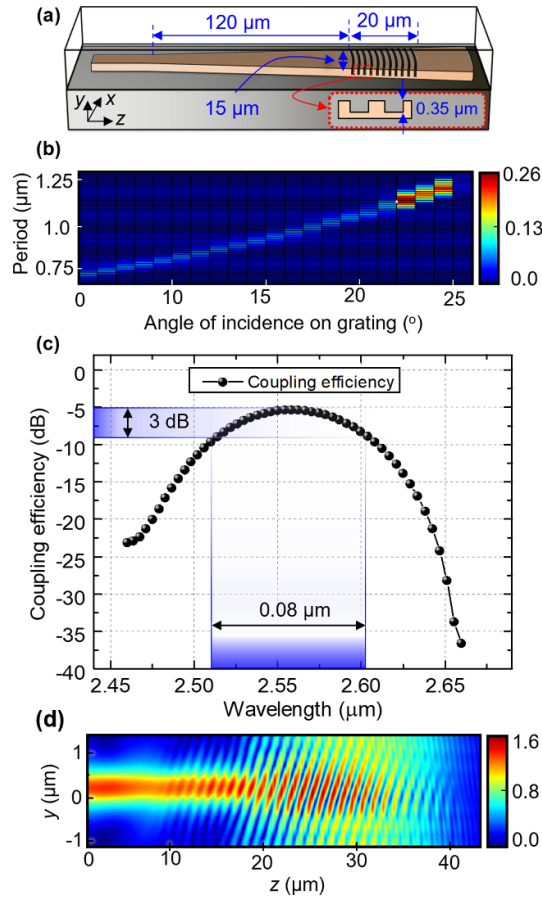 (a)
120 µm
20 µm
15 µm
0.35 µm
y
x
z
(b)
Period (µm)
1.25
1.0
0.75
0
10
15
20
25
Angle of incidence on grating (°)
0.26
0.13
0.0
(c)
Coupling efficiency (dB)
0
-5
-10
-15
-20
-25
-30
-35
-40
Coupling efficiency
3 dB
0.08 µm
2.45
2.50
2.55
2.60
2.65
Wavelength (µm)
(d)
y (µm)
1
0
-1
0
10
20
30
40
z (µm)
1.6
0.8
0.0